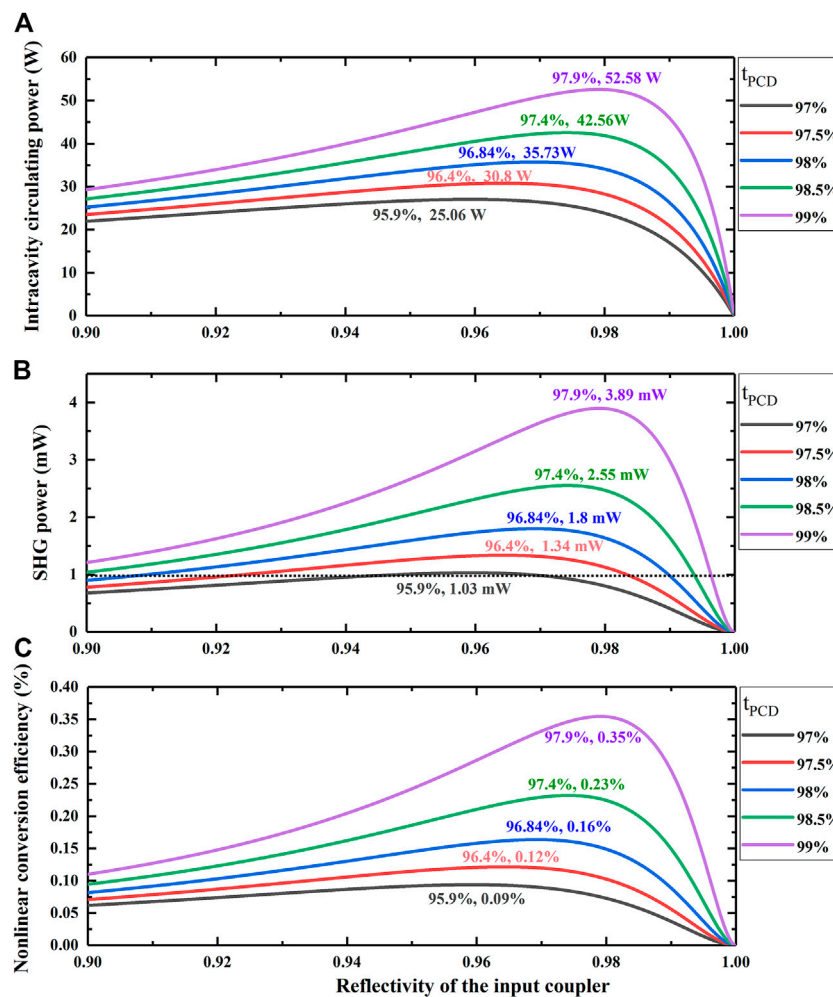 A
Intracavity circulating power (W)
60
50
40
30
20
10
0
97.9%, 52.58 W
97.4%, 42.56W
96.84%, 35.73W
96.4%, 30.8 W
95.9%, 25.06 W
0.90 0.92 0.94 0.96 0.98 1.00
tPCD
97%
97.5%
98%
98.5%
99%
B
SHG power (mW)
4
3
2
1
0
97.9%, 3.89 mW
97.4%, 2.55 mW
96.84%, 1.8 mW
96.4%, 1.34 mW
95.9%, 1.03 mW
0.90 0.92 0.94 0.96 0.98 1.00
tPCD
97%
97.5%
98%
98.5%
99%
C
Nonlinear conversion efficiency (%)
0.40
0.35
0.30
0.25
0.20
0.15
0.10
0.05
0.00
97.9%, 0.35%
97.4%, 0.23%
96.84%, 0.16%
96.4%, 0.12%
95.9%, 0.09%
0.90 0.92 0.94 0.96 0.98 1.00
Reflectivity of the input coupler
tPCD
97%
97.5%
98%
98.5%
99%